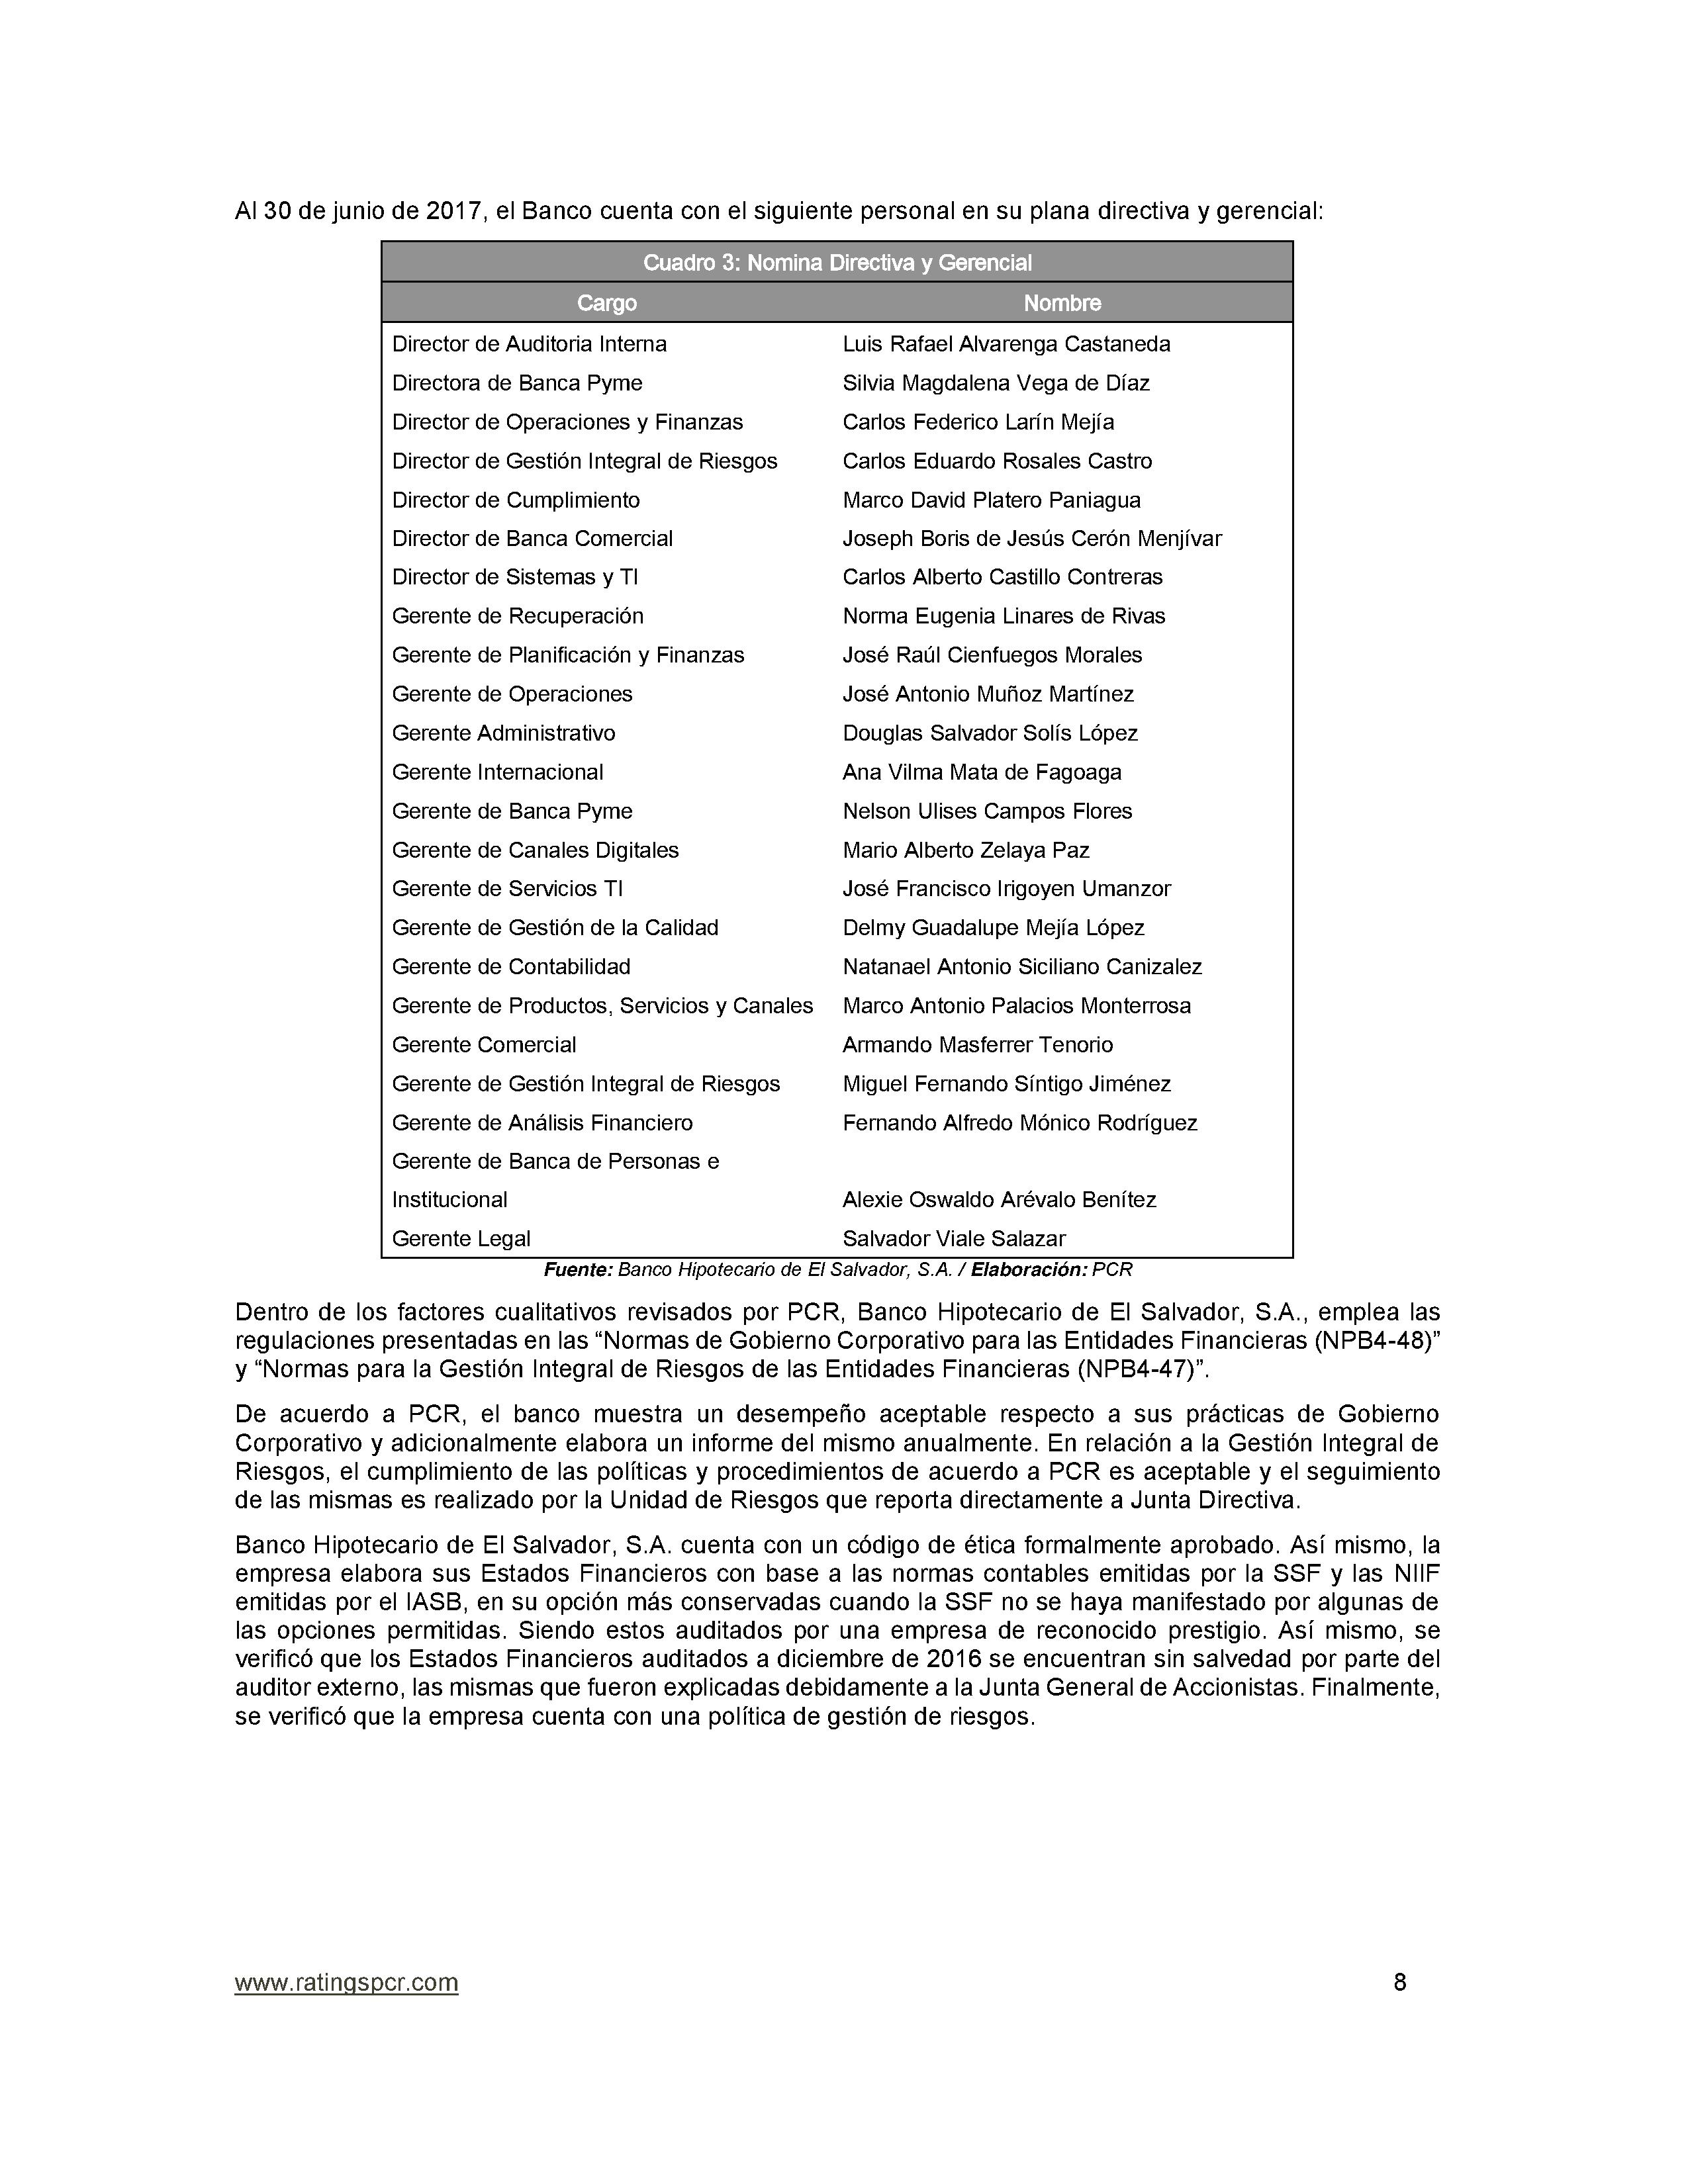 Al 30 de junio de 2017, el Banco cuenta con el siguiente personal en su plana directiva y gerencial:
Cuadro 3: Nomina Directiva y Gerencial
Cargo Nombre
Director de Auditoria Interna Luis Rafael Alvarenga Castaneda
Directora de Banca Pyme Silvia Magdalena Vega de Díaz
Director de Operaciones y Finanzas Carlos Federico Larín Mejía
Director de Gestión Integral de Riesgos Carlos Eduardo Rosales Castro
Director de Cumplimiento Marco David Platero Paniagua
Director de Banca Comercial Joseph Boris de Jesús Cerón Menjívar
Director de Sistemas y TI Carlos Alberto Castillo Contreras
Gerente de Recuperación Norma Eugenia Linares de Rivas
Gerente de Planificación y Finanzas José Raúl Cienfuegos Morales
Gerente de Operaciones José Antonio Muñoz Martínez
Gerente Administrativo Douglas Salvador Solís López
Gerente Internacional Ana Vilma Mata de Fagoaga
Gerente de Banca Pyme Nelson Ulises Campos Flores
Gerente de Canales Digitales Mario Alberto Zelaya Paz
Gerente de Servicios TI José Francisco Irigoyen Umanzor
Gerente de Gestión de la Calidad Delmy Guadalupe Mejía López
Gerente de Contabilidad Natanael Antonio Siciliano Canizalez
Gerente de Productos, Servicios y Canales Marco Antonio Palacios Monterrosa
Gerente Comercial Armando Masferrer Tenorio
Gerente de Gestión Integral de Riesgos Miguel Fernando Síntigo Jiménez
Gerente de Análisis Financiero Fernando Alfredo Mónico Rodríguez
Gerente de Banca de Personas e
Institucional Alexie Oswaldo Arévalo Benítez
Gerente Legal Salvador Viale Salazar
Fuente: Banco Hipotecario de El Salvador, S.A. / Elaboración: PCR
Dentro de los factores cualitativos revisados por PCR, Banco Hipotecario de El Salvador, S.A., emplea las
regulaciones presentadas en las “Normas de Gobierno Corporativo para las Entidades Financieras (NPB4-48)”
y “Normas para la Gestión Integral de Riesgos de las Entidades Financieras (NPB4-47)”.
De acuerdo a PCR, el banco muestra un desempeño aceptable respecto a sus prácticas de Gobierno
Corporativo y adicionalmente elabora un informe del mismo anualmente. En relación a la Gestión Integral de
Riesgos, el cumplimiento de las políticas y procedimientos de acuerdo a PCR es aceptable y el seguimiento
de las mismas es realizado por la Unidad de Riesgos que reporta directamente a Junta Directiva.
Banco Hipotecario de El Salvador, S.A. cuenta con un código de ética formalmente aprobado. Así mismo, la
empresa elabora sus Estados Financieros con base a las normas contables emitidas por la SSF y las NIIF
emitidas por el IASB, en su opción más conservadas cuando la SSF no se haya manifestado por algunas de
las opciones permitidas. Siendo estos auditados por una empresa de reconocido prestigio. Así mismo, se
verificó que los Estados Financieros auditados a diciembre de 2016 se encuentran sin salvedad por parte del
auditor externo, las mismas que fueron explicadas debidamente a la Junta General de Accionistas. Finalmente,
se verificó que la empresa cuenta con una política de gestión de riesgos.
www.ratingspcr.com 8